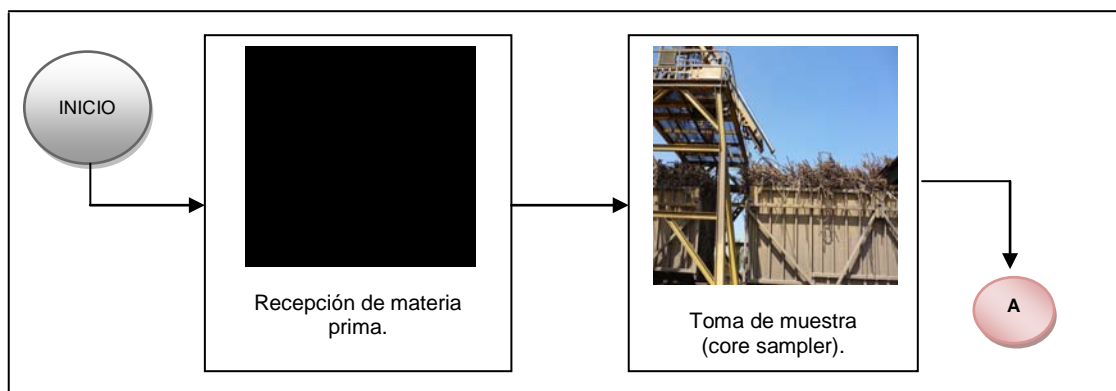 INICIO
Recepción de materia
prima.
Toma de muestra
(core sampler).
A